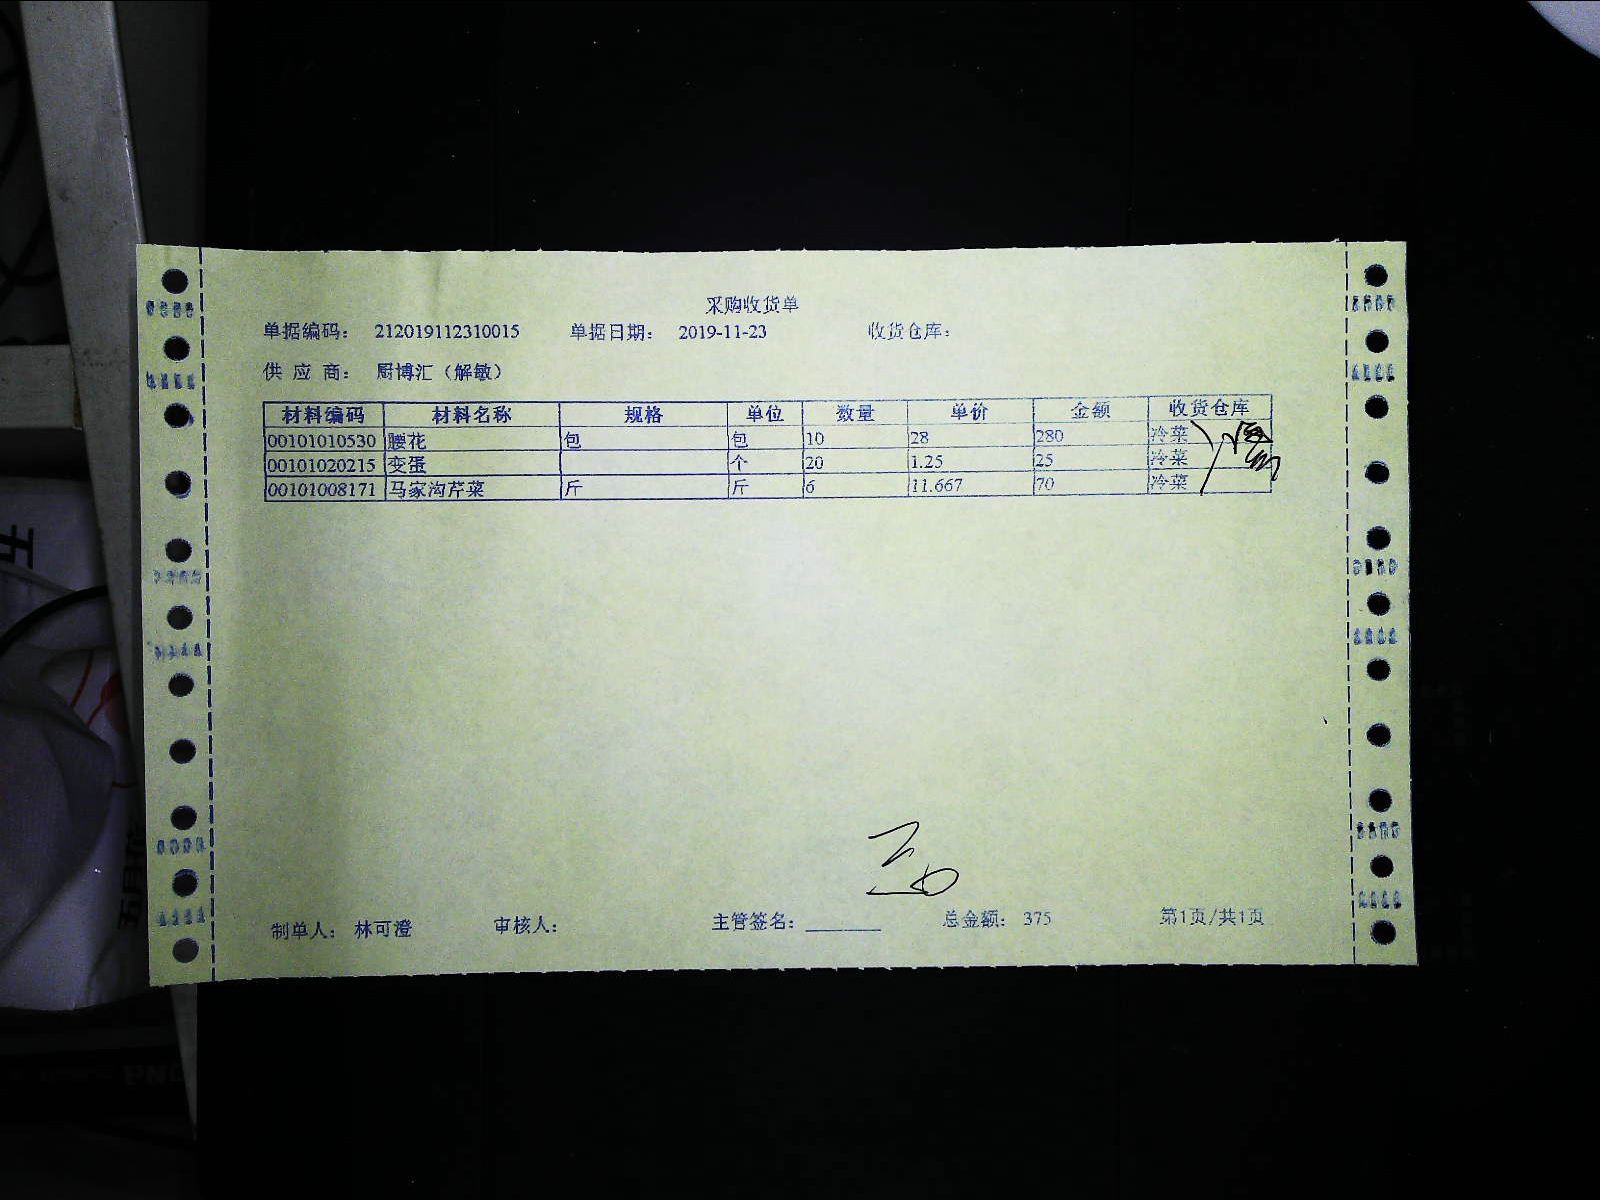 采购收货单
单据编码： 212019112310015 单据日期： 2019-11-23 收货仓库：
供 应 商： 厨博汇（解敏）
材料编码 材料名称 规格 单位 数量 单价 金额 收货仓库
00101010530 腰花 包 包 10 28 280 冷菜
00101020215 变蛋 个 20 1.25 25 冷菜
00101008171 马家沟芹菜 斤 斤 6 11.667 70 冷菜
制单人： 林可澄 审核人： 主管签名： 总金额： 375 第1页/共1页
五